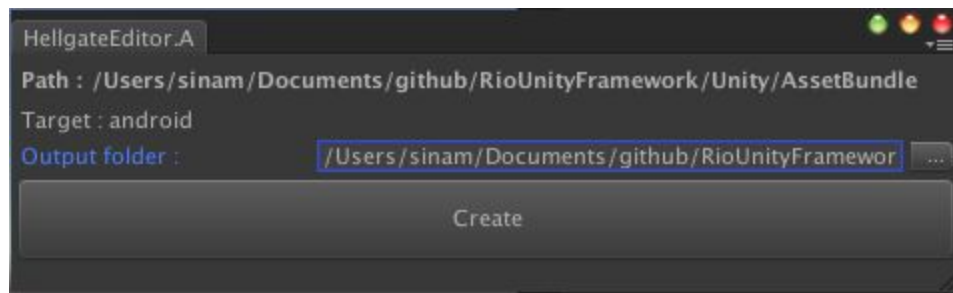 HellgateEditor.A
Path : /Users/sinam/Documents/github/RioUnityFramework/Unity/AssetBundle
Target : android
Output folder : /Users/sinam/Documents/github/RioUnityFramewor ...
Create